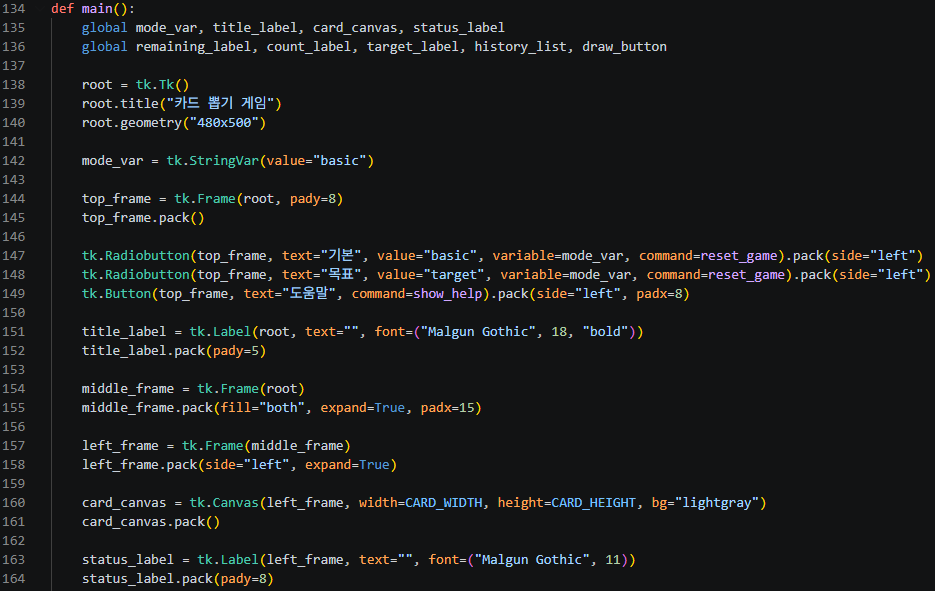 134 def main():
135     global mode_var, title_label, card_canvas, status_label
136     global remaining_label, count_label, target_label, history_list, draw_button
137
138     root = tk.Tk()
139     root.title("카드 뽑기 게임")
140     root.geometry("480x500")
141
142     mode_var = tk.StringVar(value="basic")
143
144     top_frame = tk.Frame(root, pady=8)
145     top_frame.pack()
146
147     tk.Radiobutton(top_frame, text="기본", value="basic", variable=mode_var, command=reset_game).pack(side="left")
148     tk.Radiobutton(top_frame, text="목표", value="target", variable=mode_var, command=reset_game).pack(side="left")
149     tk.Button(top_frame, text="도움말", command=show_help).pack(side="left", padx=8)
150
151     title_label = tk.Label(root, text="", font=("Malgun Gothic", 18, "bold"))
152     title_label.pack(pady=5)
153
154     middle_frame = tk.Frame(root)
155     middle_frame.pack(fill="both", expand=True, padx=15)
156
157     left_frame = tk.Frame(middle_frame)
158     left_frame.pack(side="left", expand=True)
159
160     card_canvas = tk.Canvas(left_frame, width=CARD_WIDTH, height=CARD_HEIGHT, bg="lightgray")
161     card_canvas.pack()
162
163     status_label = tk.Label(left_frame, text="", font=("Malgun Gothic", 11))
164     status_label.pack(pady=8)